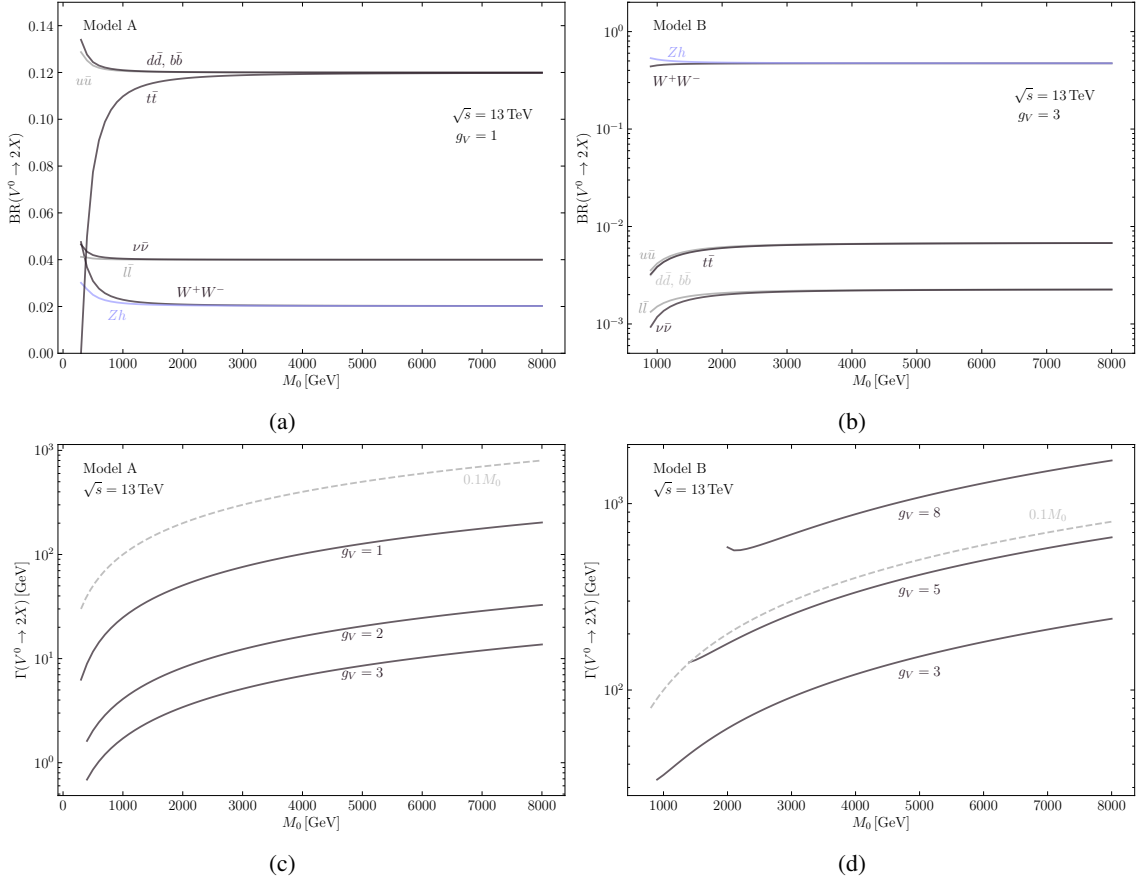 Model A
0.14
0.12
0.10
0.08
0.06
0.04
0.02
0.00
BR(V⁰ → 2X)
dd̄, bb̄
uū
tt̄
√s = 13 TeV
g_V = 1
νν̄
ll̄
W⁺W⁻
Zh
0 1000 2000 3000 4000 5000 6000 7000 8000
M₀ [GeV]
(a)
Model B
10⁰
10⁻¹
10⁻²
10⁻³
BR(V⁰ → 2X)
Zh
W⁺W⁻
√s = 13 TeV
g_V = 3
uū
tt̄
dd̄, bb̄
ll̄
νν̄
1000 2000 3000 4000 5000 6000 7000 8000
M₀ [GeV]
(b)
Model A
√s = 13 TeV
10³
10²
10¹
10⁰
Γ(V⁰ → 2X) [GeV]
0.1M₀
g_V = 1
g_V = 2
g_V = 3
0 1000 2000 3000 4000 5000 6000 7000 8000
M₀ [GeV]
(c)
Model B
√s = 13 TeV
10³
10²
Γ(V⁰ → 2X) [GeV]
g_V = 8
0.1M₀
g_V = 5
g_V = 3
1000 2000 3000 4000 5000 6000 7000 8000
M₀ [GeV]
(d)